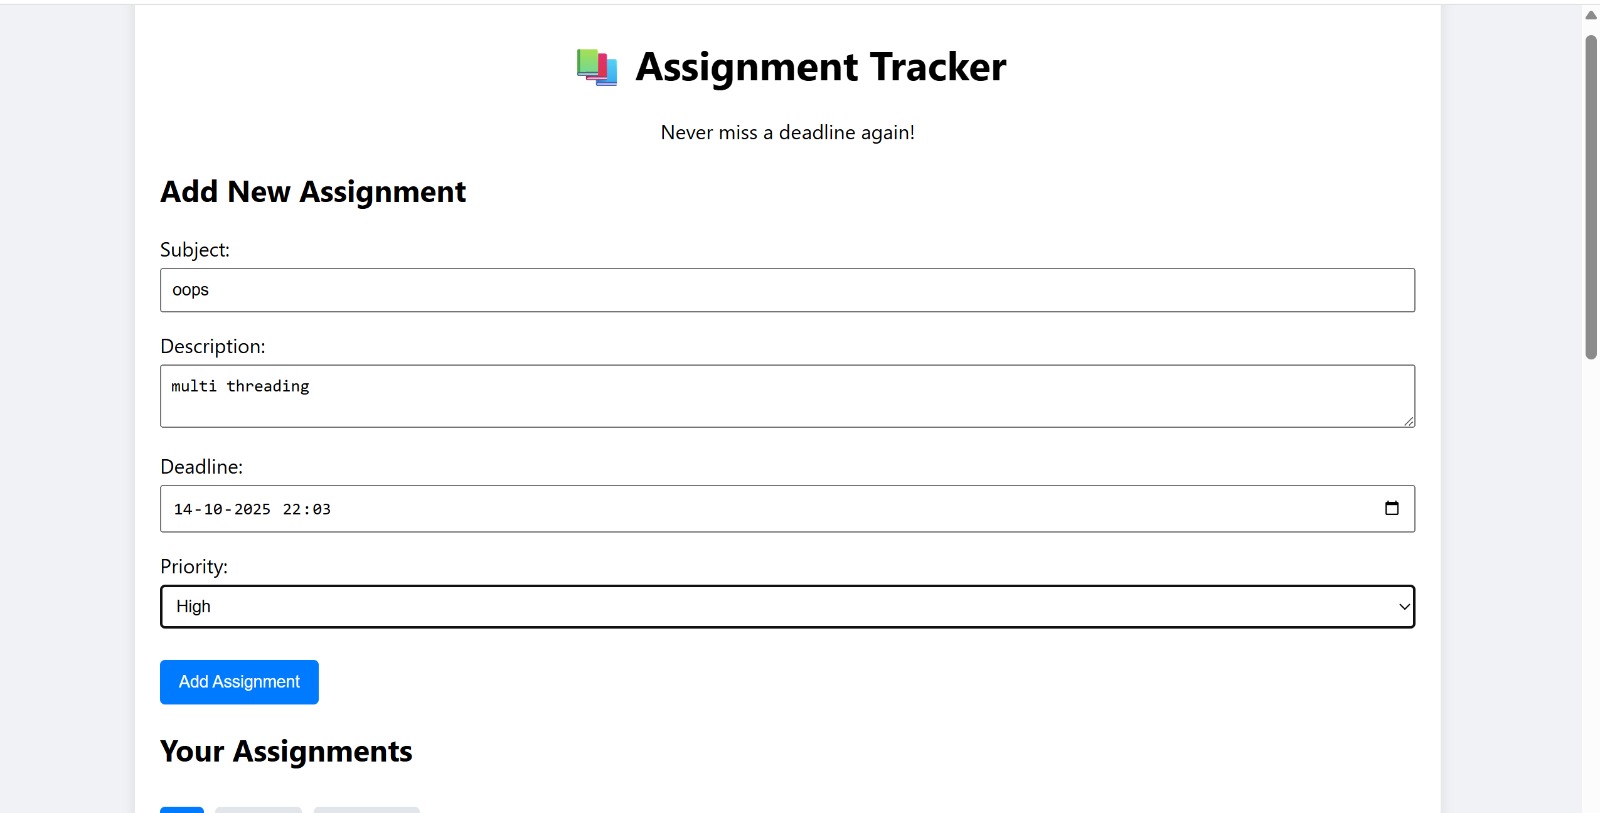 Assignment Tracker
Never miss a deadline again!
Add New Assignment
Subject:
oops
Description:
multi threading
Deadline:
14-10-2025 22:03
Priority:
High
Add Assignment
Your Assignments